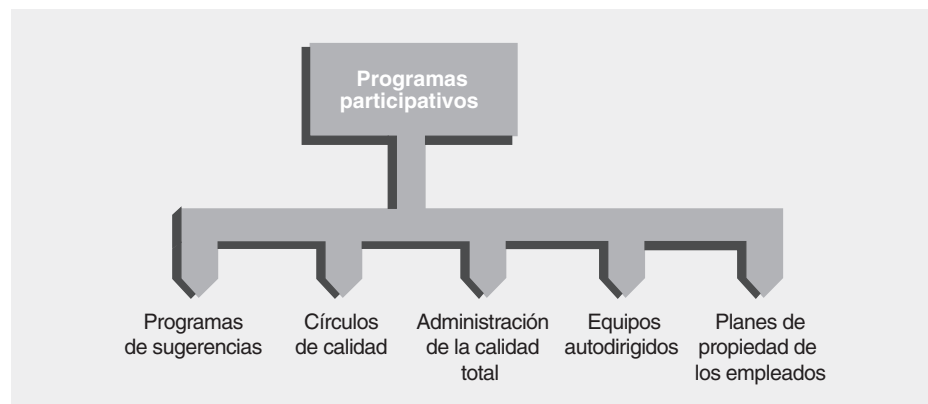 Programas
participativos
Programas
de sugerencias
Círculos
de calidad
Administración
de la calidad
total
Equipos
autodirigidos
Planes de
propiedad de
los empleados